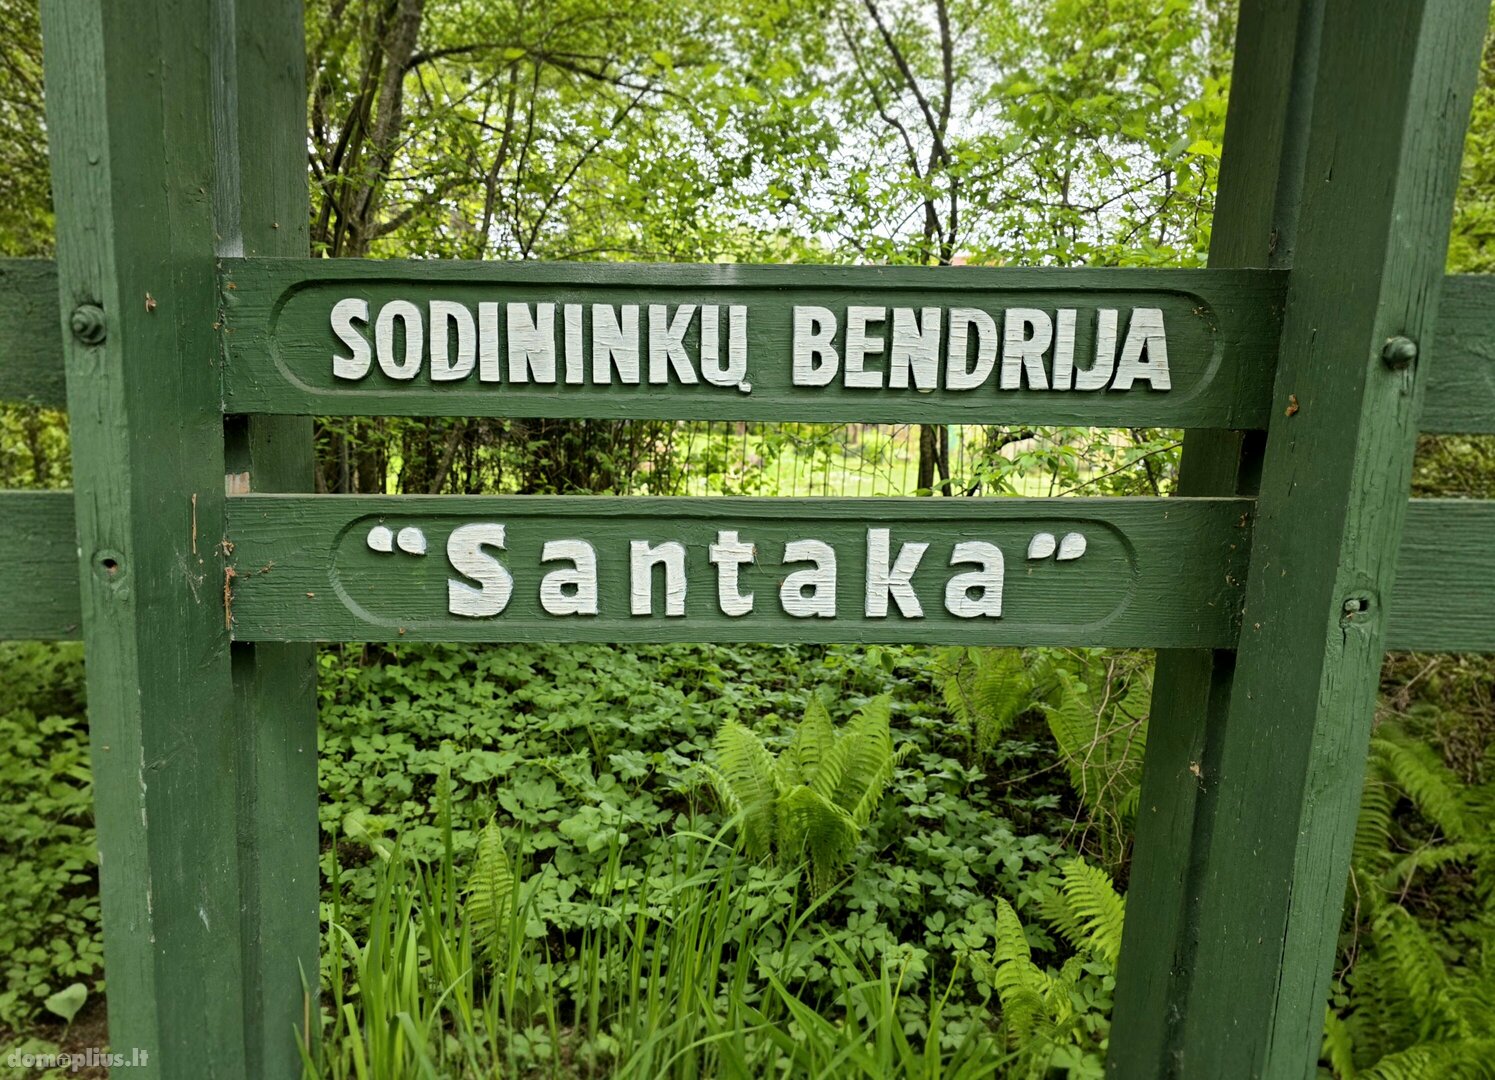 SODININKŲ BENDRIJA
“Santaka”
domoplius.lt